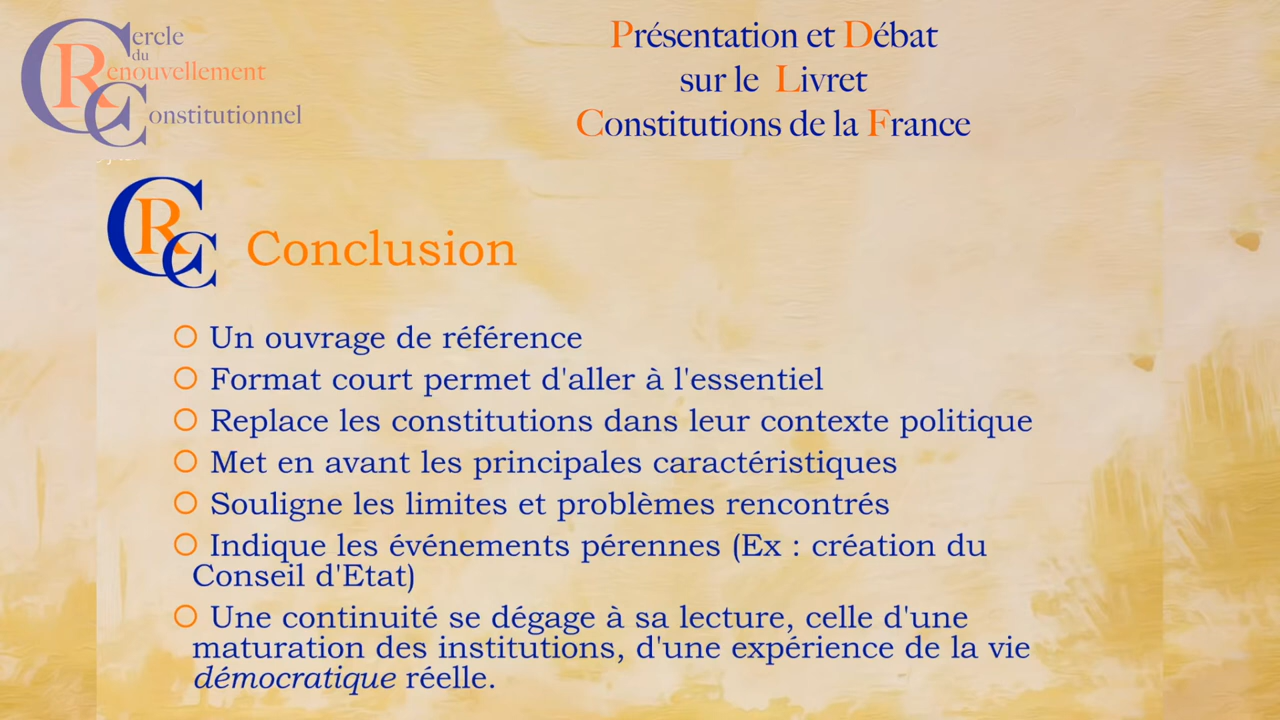 Cercle
du
Renouvellement
Constitutionnel
Présentation et Débat
sur le Livret
Constitutions de la France
CRC
Conclusion
Un ouvrage de référence
Format court permet d'aller à l'essentiel
Replace les constitutions dans leur contexte politique
Met en avant les principales caractéristiques
Souligne les limites et problèmes rencontrés
Indique les événements pérennes (Ex : création du
Conseil d'Etat)
Une continuité se dégage à sa lecture, celle d'une
maturation des institutions, d'une expérience de la vie
démocratique réelle.